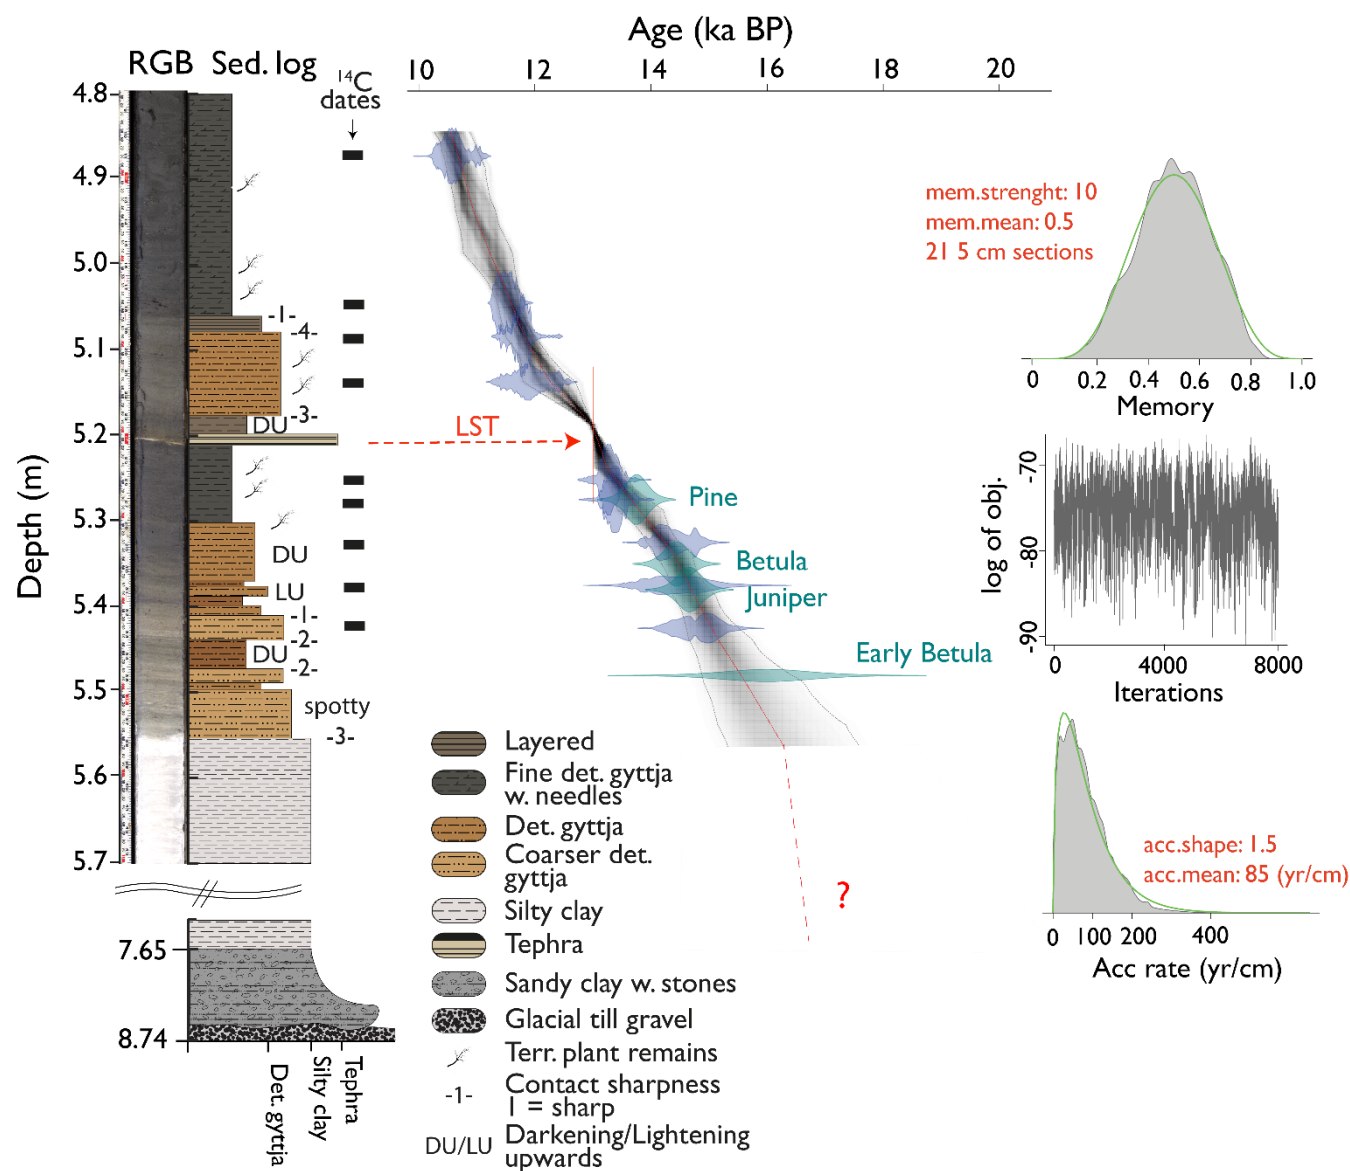 Age (ka BP)
RGB Sed. log
14C
dates
10 12 14 16 18 20
4.8
4.9
5.0
5.1
5.2
5.3
5.4
5.5
5.6
5.7
7.65
8.74
Depth (m)
-1-
-4-
-3-
DU
DU
LU
-1-
-2-
DU
-2-
spotty
-3-
Det. gyttja
Silty clay
Tephra
LST
Pine
Betula
Juniper
Early Betula
?
Layered
Fine det. gyttja
w. needles
Det. gyttja
Coarser det.
gyttja
Silty clay
Tephra
Sandy clay w. stones
Glacial till gravel
Terr. plant remains
-1- Contact sharpness
1 = sharp
DU/LU Darkening/Lightening
upwards
mem.strenght: 10
mem.mean: 0.5
21 5 cm sections
0 0.2 0.4 0.6 0.8 1.0
Memory
-70
-80
-90
log of obj.
0 4000 8000
Iterations
acc.shape: 1.5
acc.mean: 85 (yr/cm)
0 100 200 400
Acc rate (yr/cm)